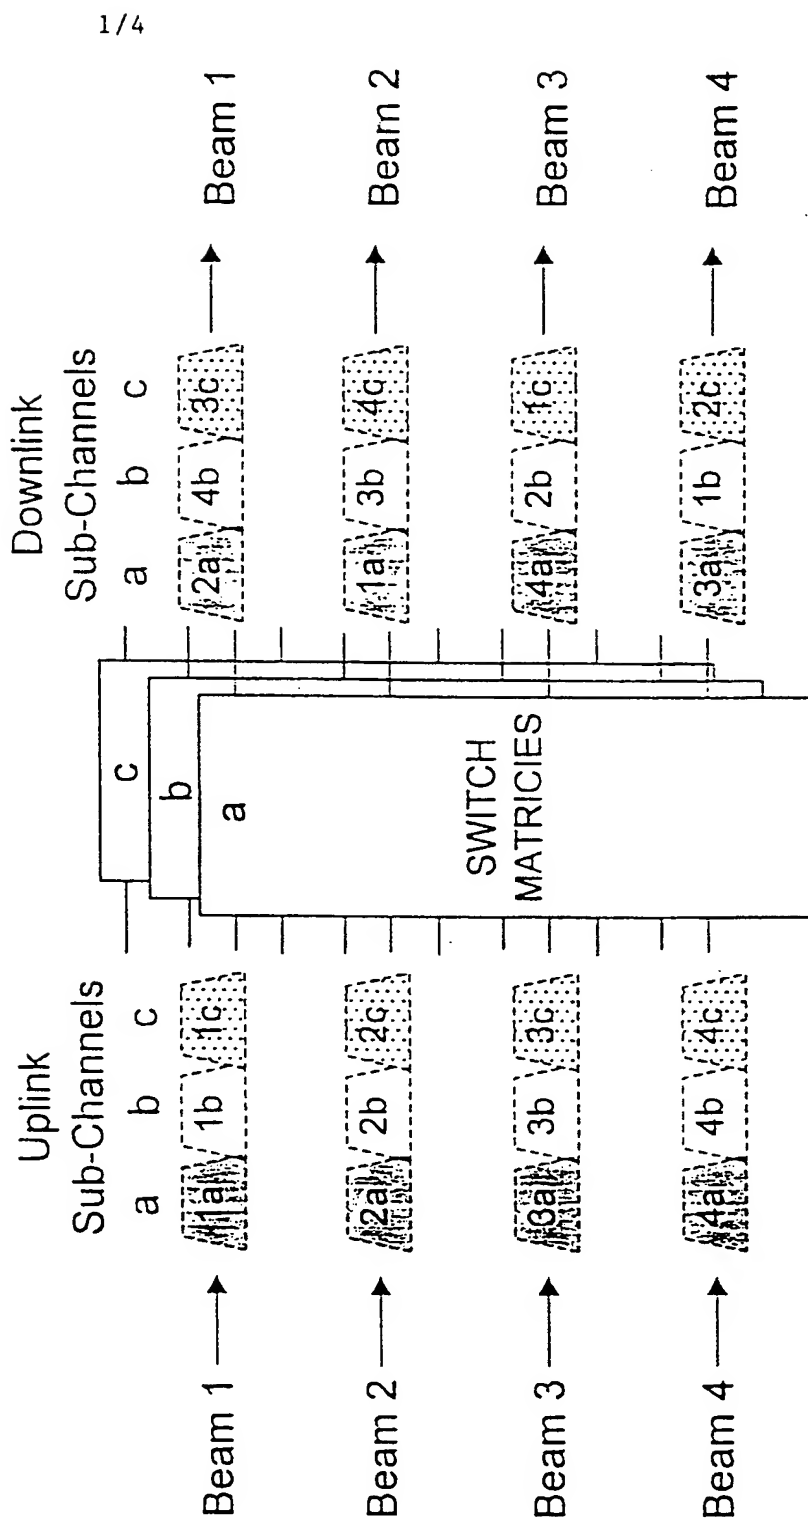 1/4
Uplink
Sub-Channels
a b c
Downlink
Sub-Channels
a b c
c
b
a
SWITCH
MATRICIES
Beam 1 1a 1b 1c 2a 4b 3c Beam 1
Beam 2 2a 2b 2c 1a 3b 4c Beam 2
Beam 3 3a 3b 3c 4a 2b 1c Beam 3
Beam 4 4a 4b 4c 3a 1b 2c Beam 4